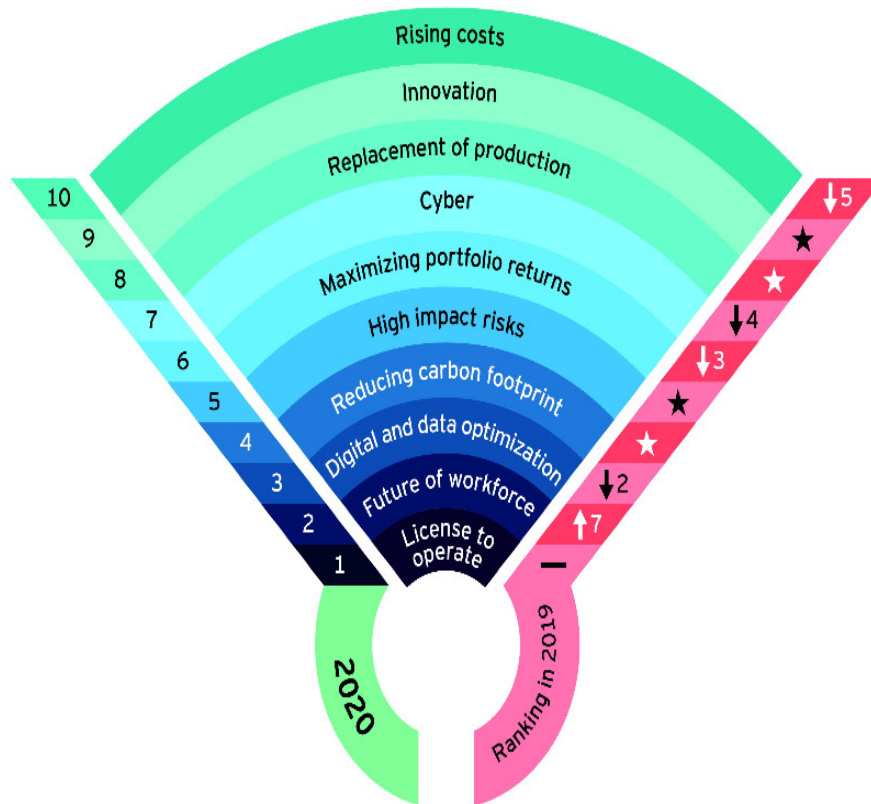 Rising costs
Innovation
Replacement of production
Cyber
Maximizing portfolio returns
High impact risks
Reducing carbon footprint
Digital and data optimization
Future of workforce
License to
operate
10
9
8
7
6
5
4
3
2
1
2020
5
4
3
2
7
Ranking in 2019